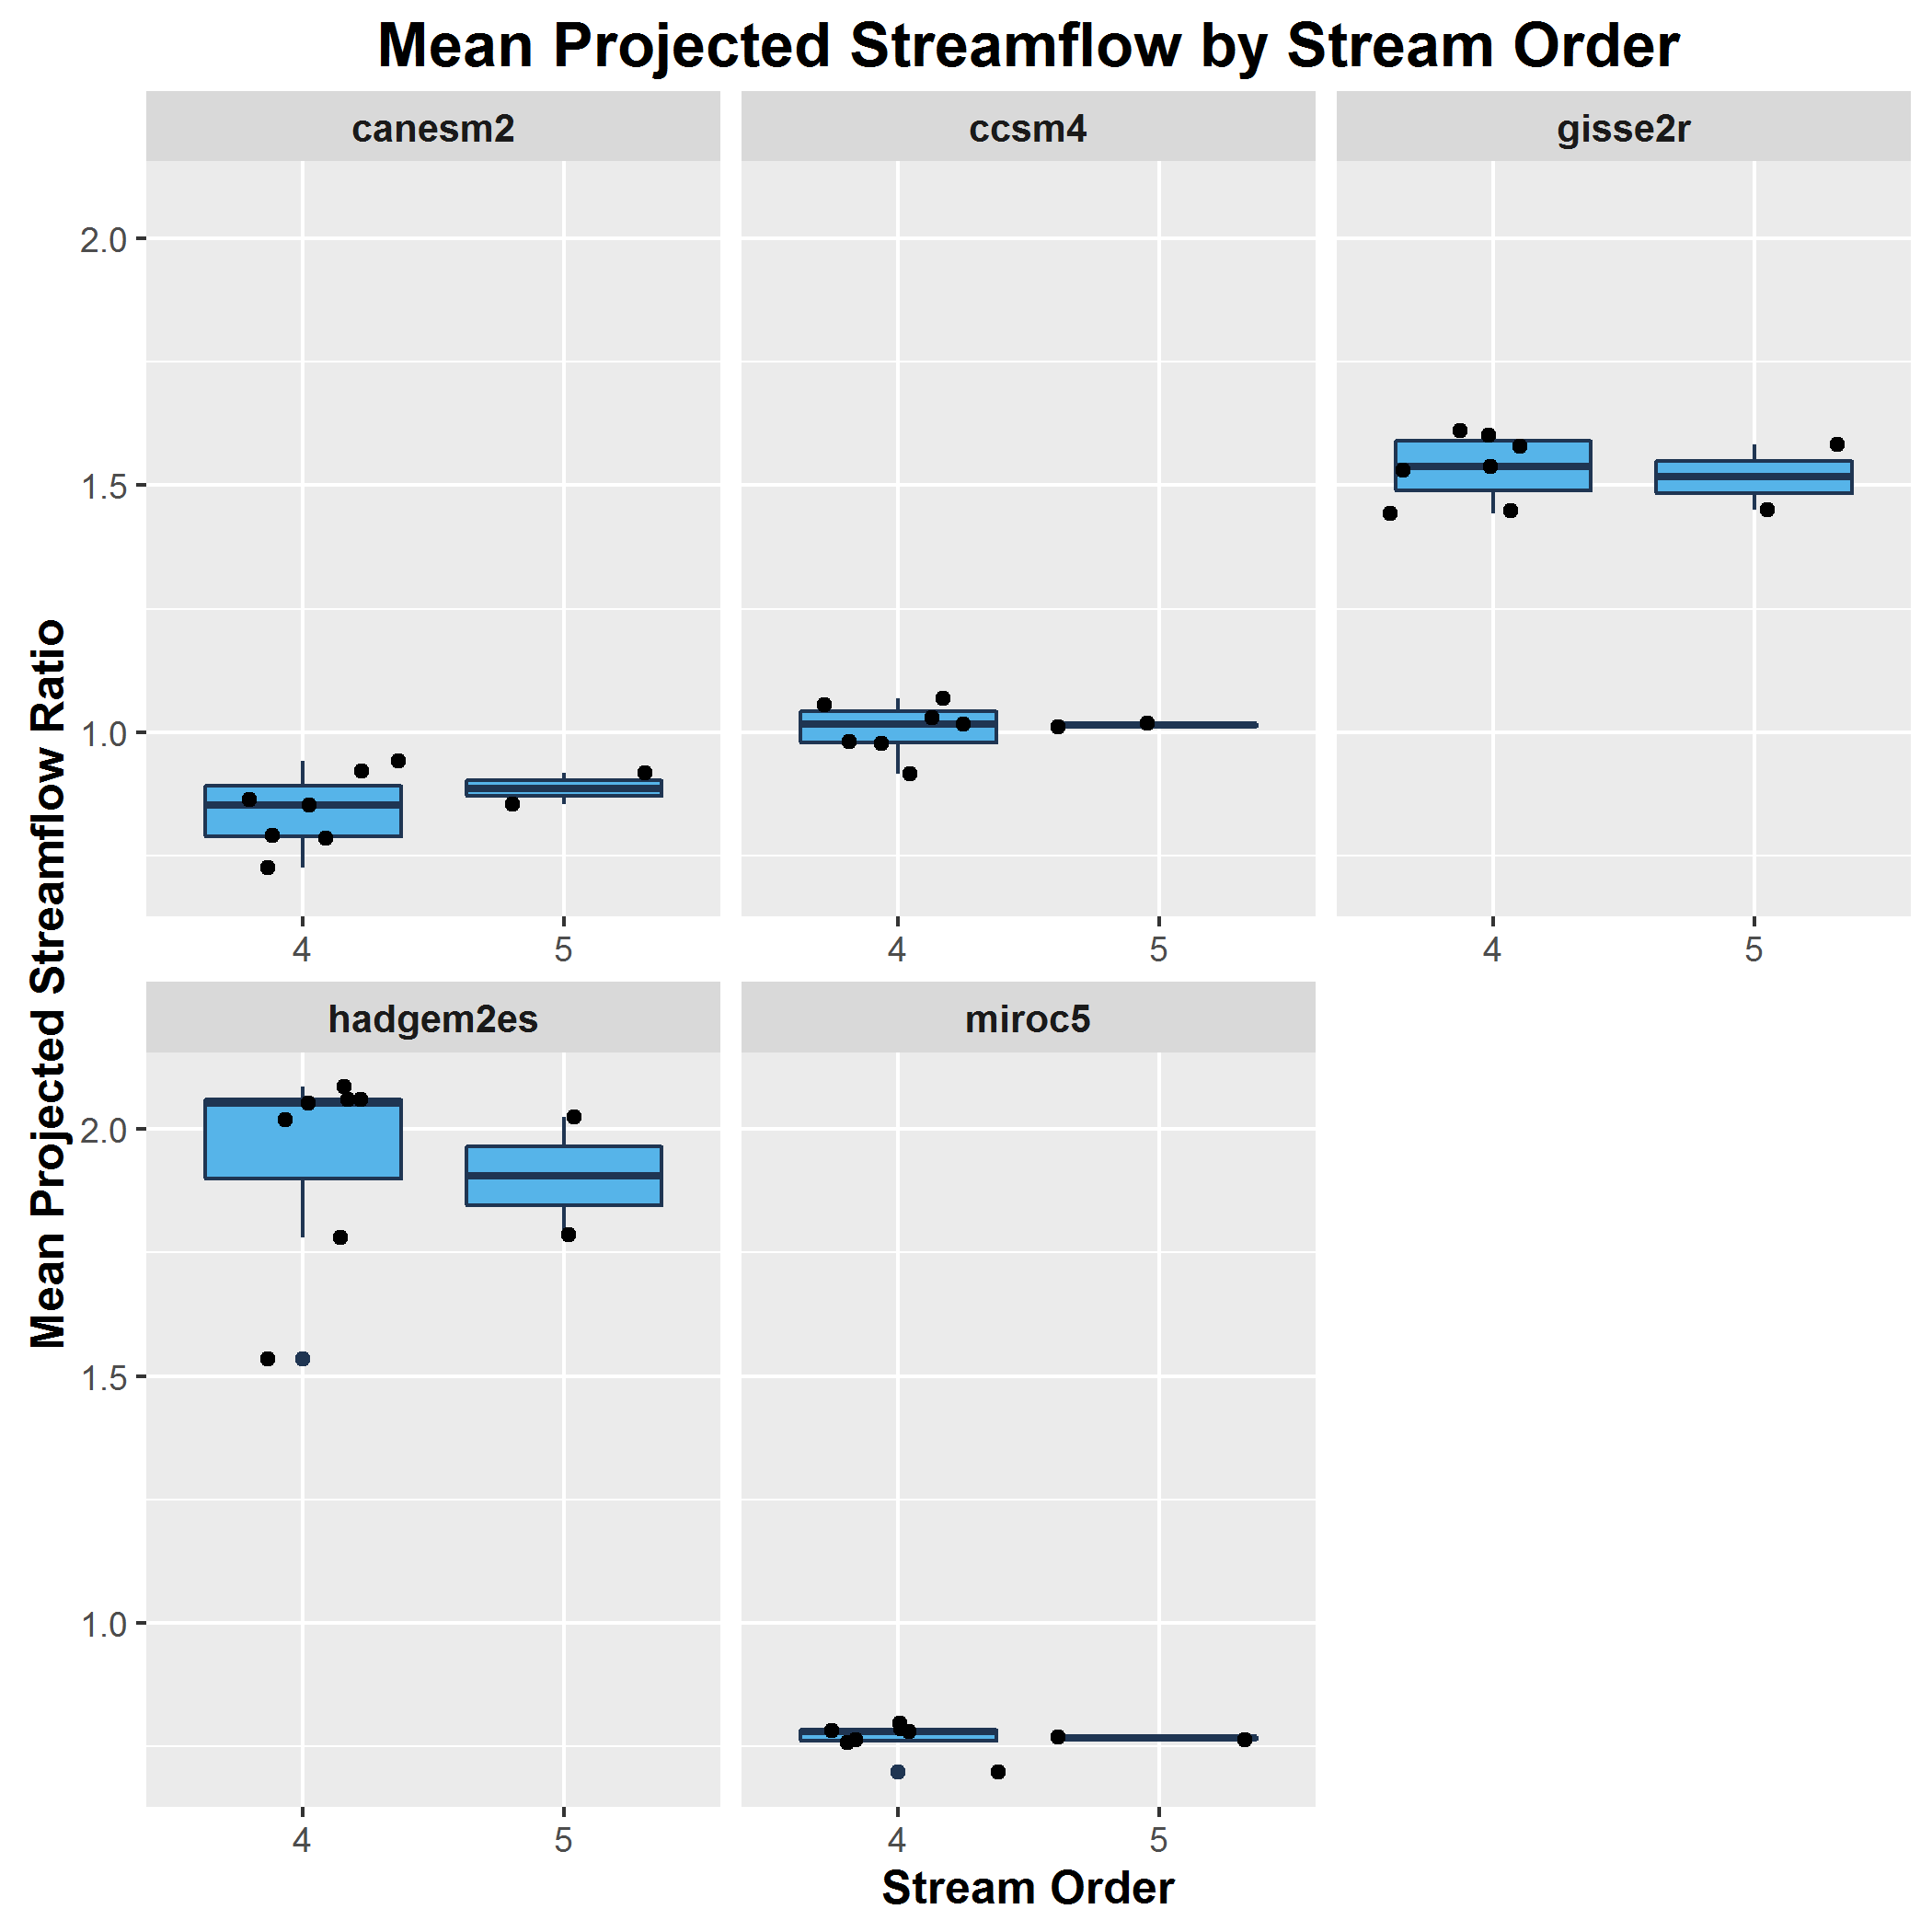 Mean Projected Streamflow by Stream Order
canesm2
ccsm4
gisse2r
2.0
1.5
1.0
4
5
4
5
4
5
Mean Projected Streamflow Ratio
hadgem2es
miroc5
2.0
1.5
1.0
4
5
4
5
Stream Order